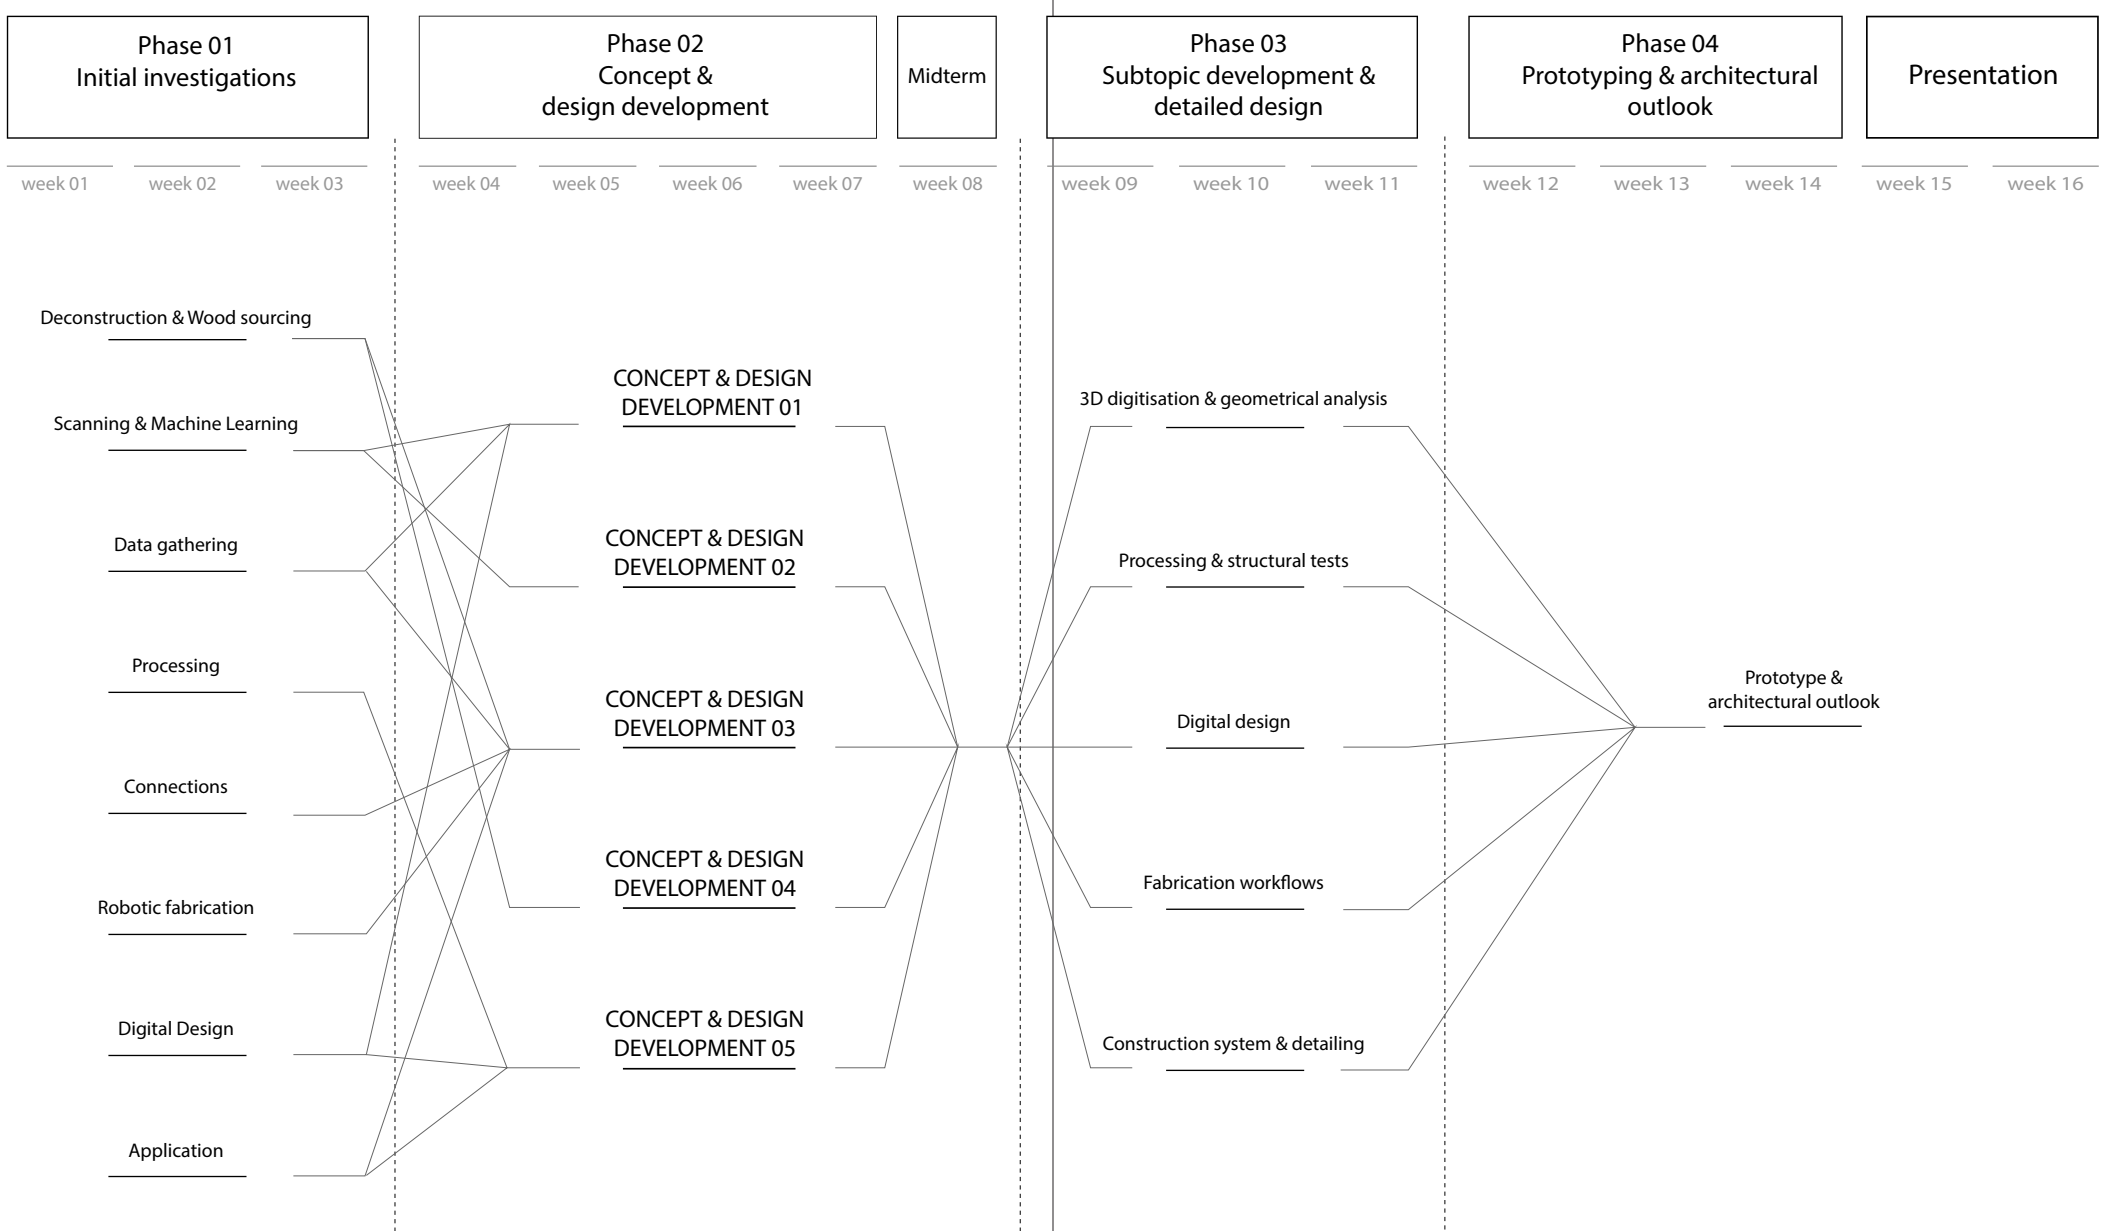 Phase 01
Initial investigations
Phase 02
Concept &
design development
Midterm
Phase 03
Subtopic development &
detailed design
Phase 04
Prototyping & architectural
outlook
Presentation
week 01
week 02
week 03
week 04
week 05
week 06
week 07
week 08
week 09
week 10
week 11
week 12
week 13
week 14
week 15
week 16
Deconstruction & Wood sourcing
Scanning & Machine Learning
Data gathering
Processing
Connections
Robotic fabrication
Digital Design
Application
CONCEPT & DESIGN
DEVELOPMENT 01
CONCEPT & DESIGN
DEVELOPMENT 02
CONCEPT & DESIGN
DEVELOPMENT 03
CONCEPT & DESIGN
DEVELOPMENT 04
CONCEPT & DESIGN
DEVELOPMENT 05
3D digitisation & geometrical analysis
Processing & structural tests
Digital design
Fabrication workflows
Construction system & detailing
Prototype &
architectural outlook